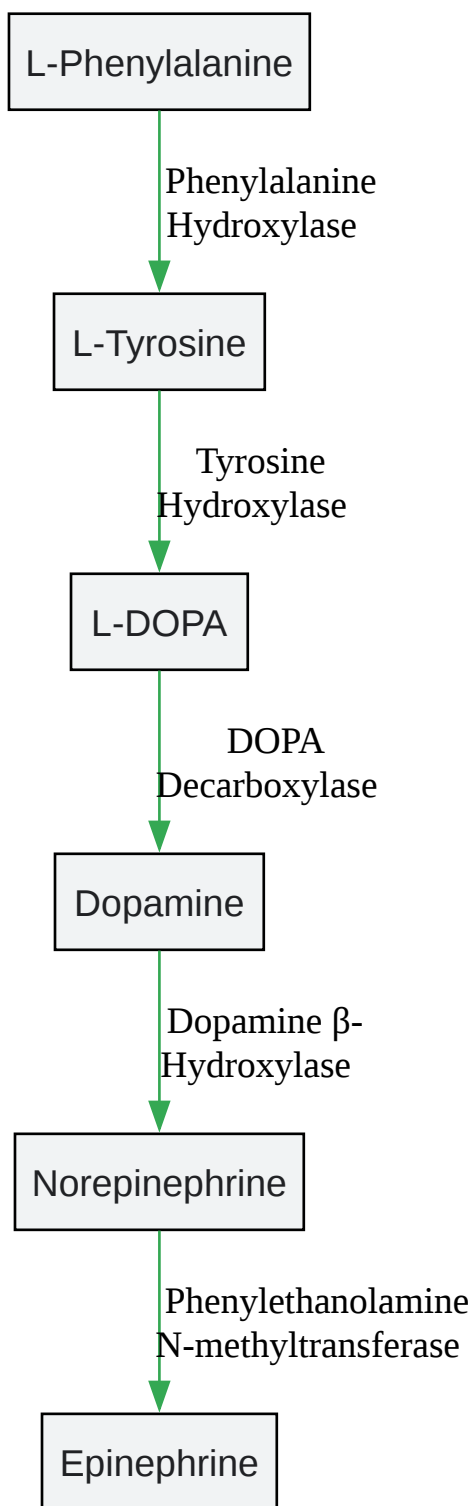 L-Phenylalanine
Phenylalanine
Hydroxylase
L-Tyrosine
Tyrosine
Hydroxylase
L-DOPA
DOPA
Decarboxylase
Dopamine
Dopamine β-
Hydroxylase
Norepinephrine
Phenylethanolamine
N-methyltransferase
Epinephrine